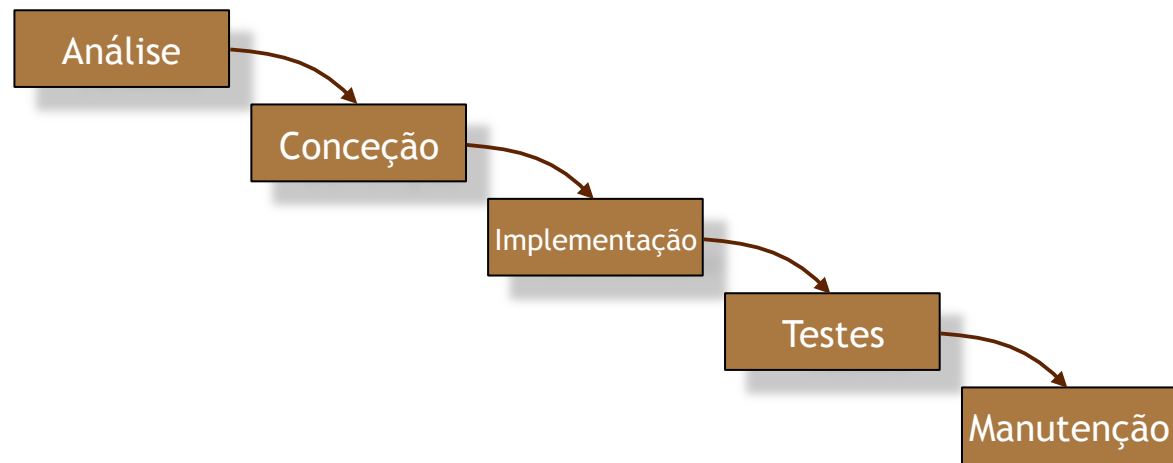 Análise
Conceção
Implementação
Testes
Manutenção